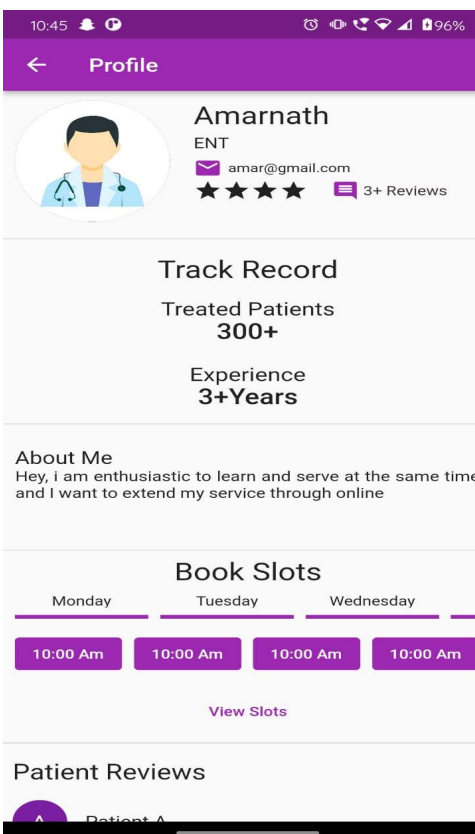 10:45 96%
Profile
Amarnath
ENT
amar@gmail.com
3+ Reviews
Track Record
Treated Patients
300+
Experience
3+Years
About Me
Hey, i am enthusiastic to learn and serve at the same time
and I want to extend my service through online
Book Slots
Monday Tuesday Wednesday
10:00 Am 10:00 Am 10:00 Am 10:00 Am
View Slots
Patient Reviews
A Patient A